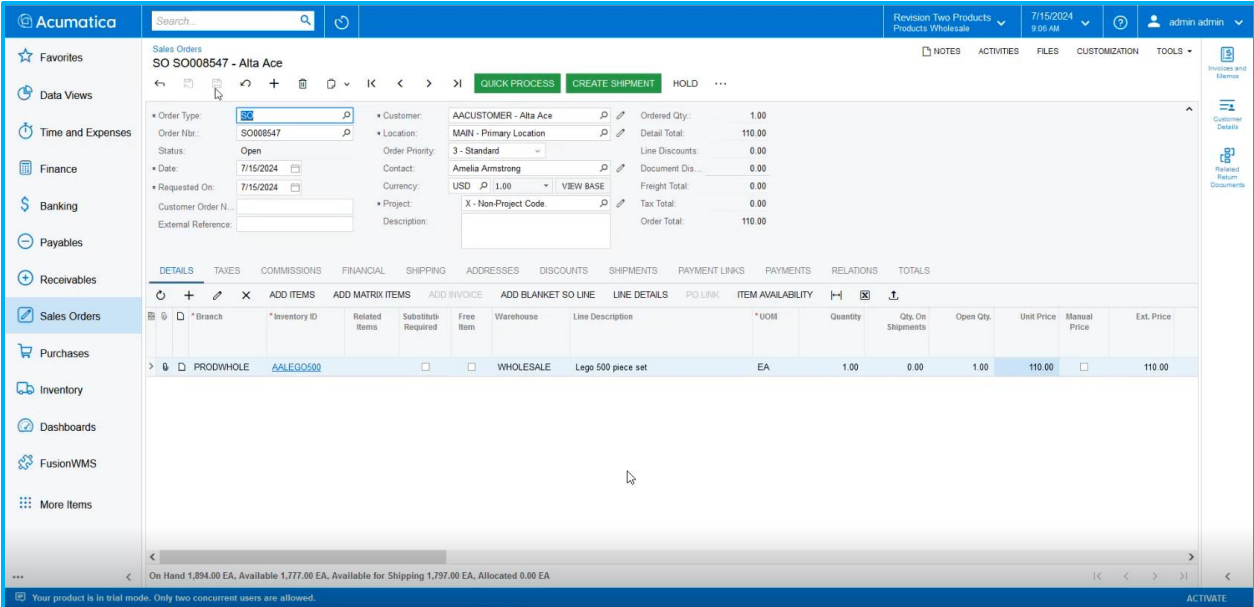 Acumatica
Search...
Revision Two Products
Products Wholesale
7/15/2024
9:06 AM
admin admin
Favorites
Data Views
Time and Expenses
Finance
Banking
Payables
Receivables
Sales Orders
Purchases
Inventory
Dashboards
FusionWMS
More Items
Sales Orders
SO SO008547 - Alta Ace
NOTES ACTIVITIES FILES CUSTOMIZATION TOOLS
QUICK PROCESS CREATE SHIPMENT HOLD ...
* Order Type: SO
Order Nbr.: SO008547
Status: Open
* Date: 7/15/2024
* Requested On: 7/15/2024
Customer Order N...
External Reference:
* Customer: AACUSTOMER - Alta Ace
* Location: MAIN - Primary Location
Order Priority: 3 - Standard
Contact: Amelia Armstrong
Currency: USD 1.00 VIEW BASE
* Project: X - Non-Project Code.
Description:
Ordered Qty.: 1.00
Detail Total: 110.00
Line Discounts: 0.00
Document Dis... 0.00
Freight Total: 0.00
Tax Total: 0.00
Order Total: 110.00
DETAILS TAXES COMMISSIONS FINANCIAL SHIPPING ADDRESSES DISCOUNTS SHIPMENTS PAYMENT LINKS PAYMENTS RELATIONS TOTALS
ADD ITEMS ADD MATRIX ITEMS ADD INVOICE ADD BLANKET SO LINE LINE DETAILS PO LINK ITEM AVAILABILITY
* Branch * Inventory ID Related Items Substituti Required Free Item Warehouse Line Description * UOM Quantity Qty. On Shipments Open Qty. Unit Price Manual Price Ext. Price
PRODWHOLE AALEGO500 WHOLESALE Lego 500 piece set EA 1.00 0.00 1.00 110.00 110.00
On Hand 1,894.00 EA, Available 1,777.00 EA, Available for Shipping 1,797.00 EA, Allocated 0.00 EA
Invoices and
Memos
Customer
Details
Related
Return
Documents
Your product is in trial mode. Only two concurrent users are allowed.
ACTIVATE